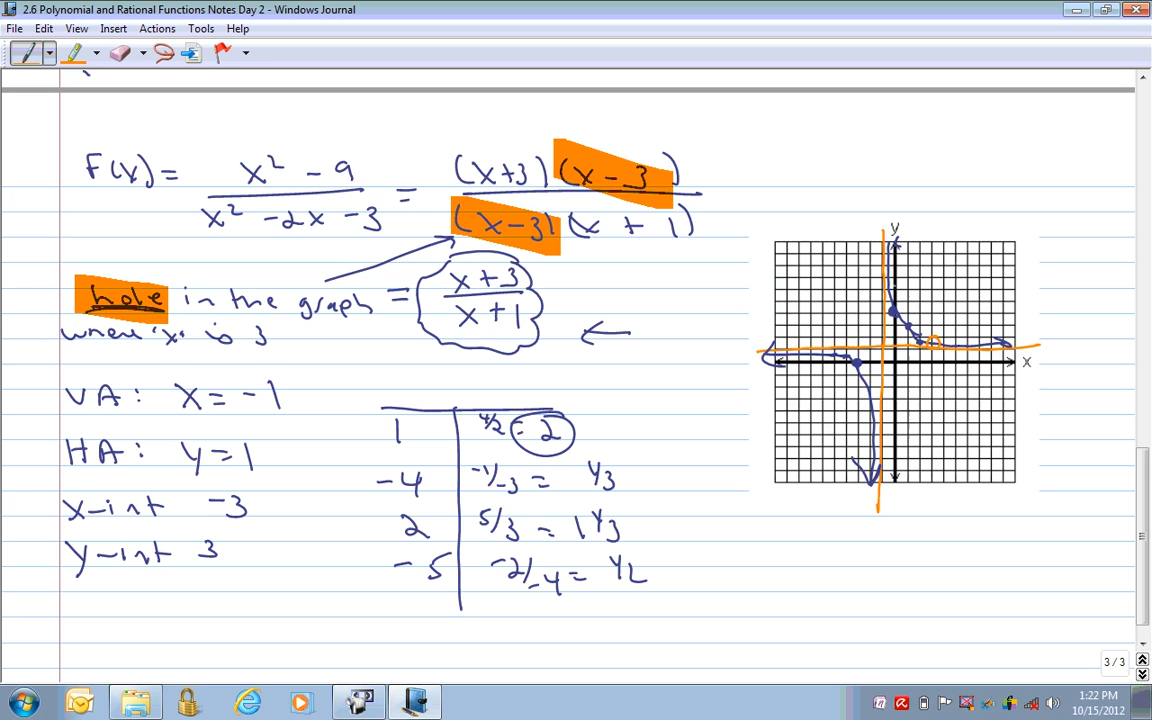 2.6 Polynomial and Rational Functions Notes Day 2 - Windows Journal
File Edit View Insert Actions Tools Help
F(x) = x² - 9 / x² - 2x - 3 = (x+3)(x-3) / (x-3)(x + 1)
hole in the graph = x+3 / x+1
when "x" is 3
VA: x = -1
HA: y = 1
x-int -3
y-int 3
1 4/2 = 2
-4 -1/-3 = 1/3
2 5/3 = 1 1/3
-5 -2/-4 = 1/2
y
x
3 / 3
1:22 PM
10/15/2012